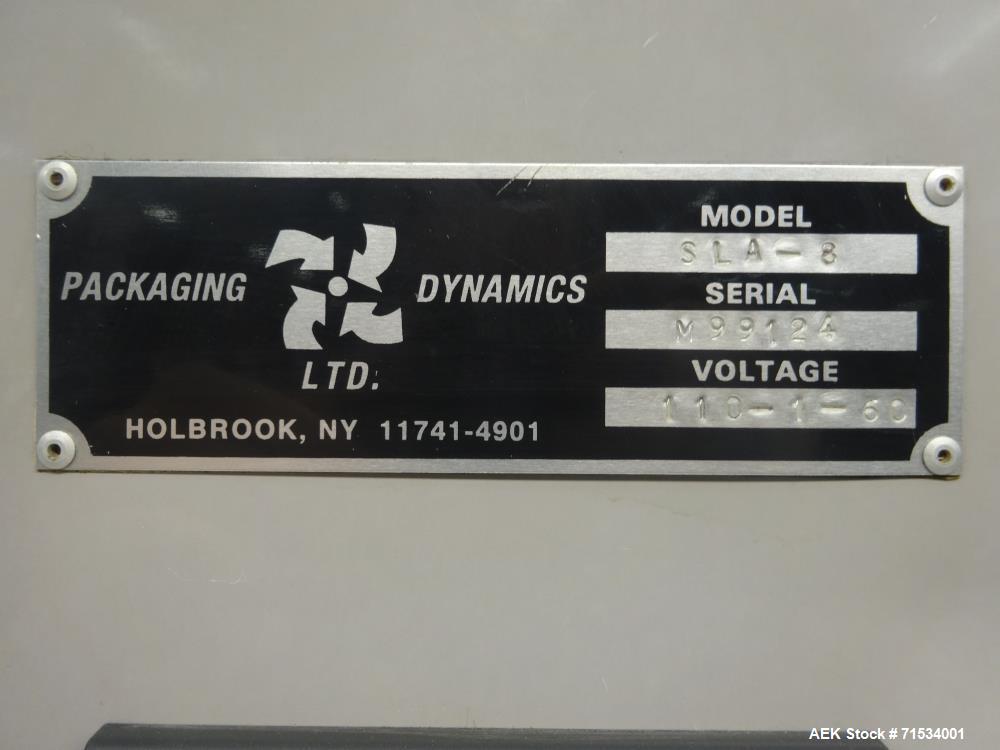 PACKAGING DYNAMICS
LTD.
HOLBROOK, NY 11741-4901
MODEL
SLA-8
SERIAL
M99124
VOLTAGE
110-1-60
AEK Stock # 71534001